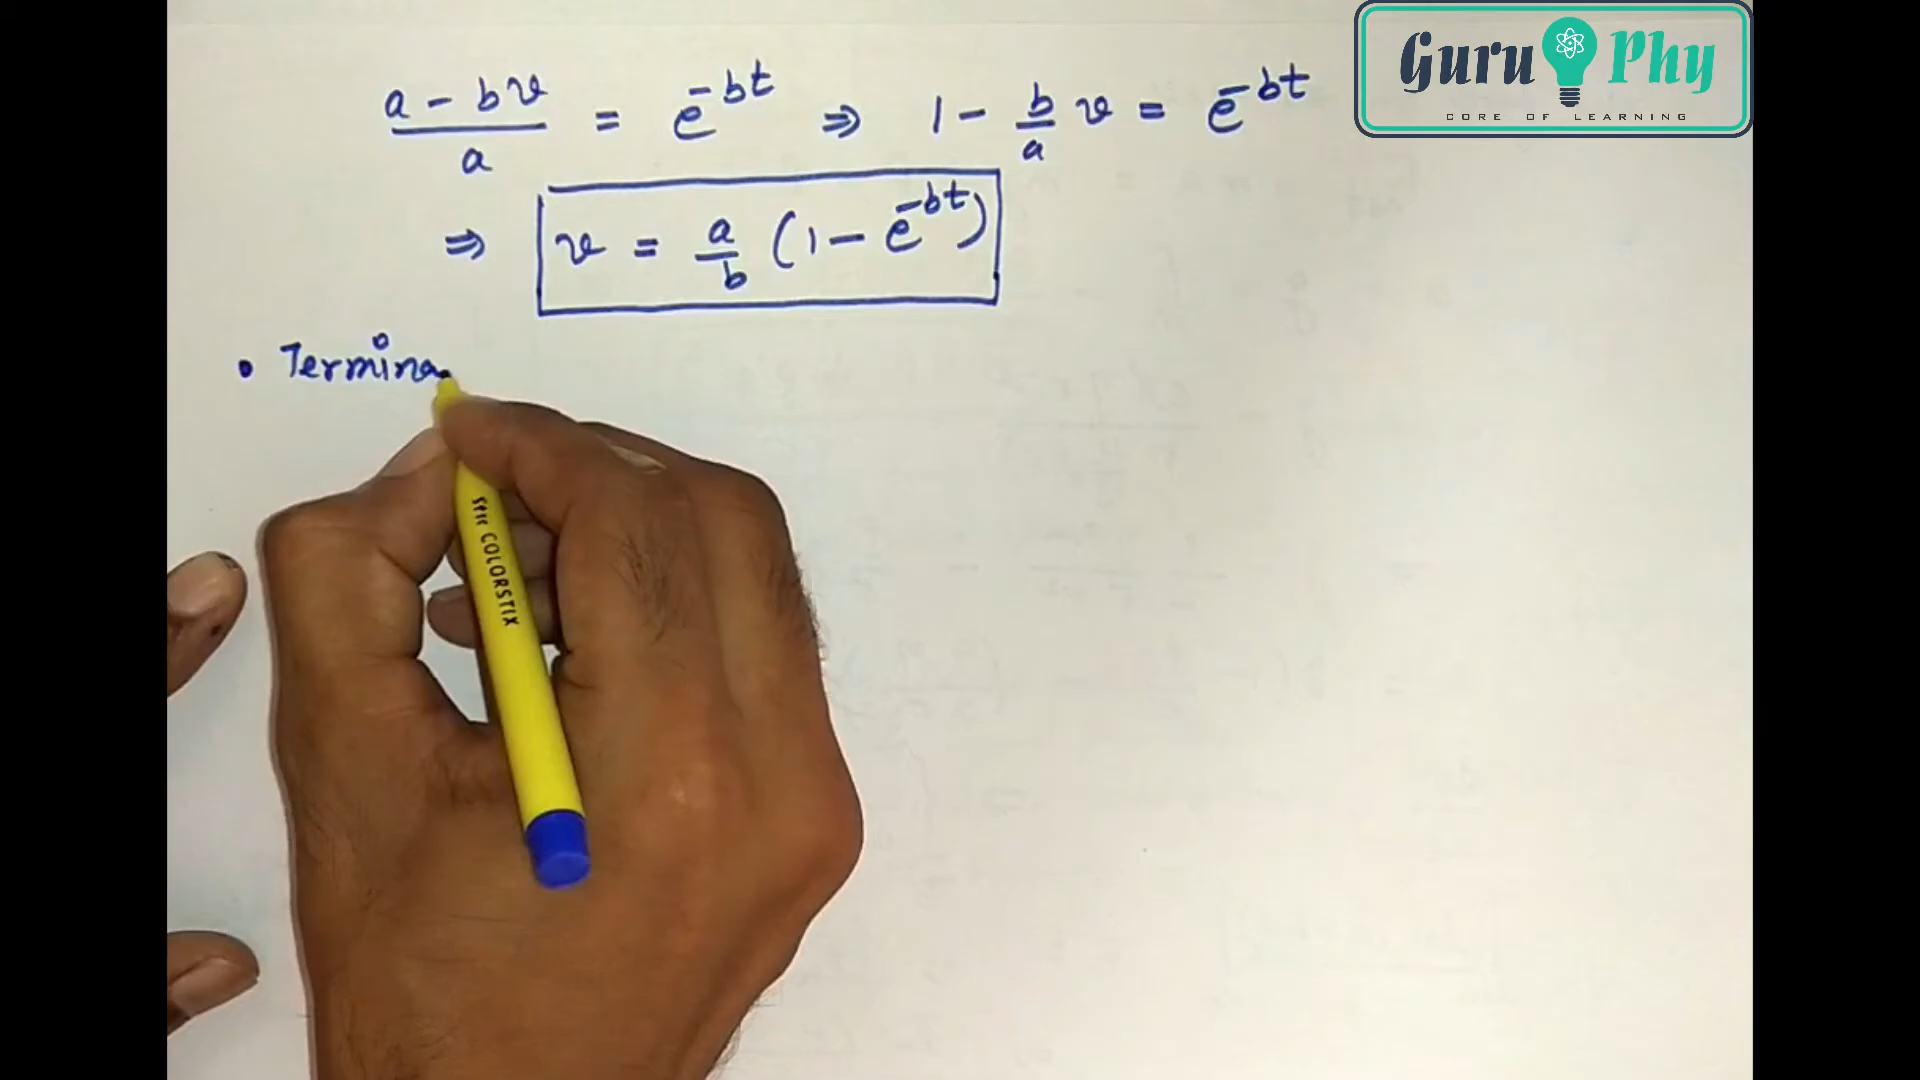 Guru Phy
CORE OF LEARNING
(a - bv)/a = e^{-bt} ⇒ 1 - (b/a) v = e^{-bt}
⇒ v = a/b (1 - e^{-bt})
• Termina
COLORSTIX